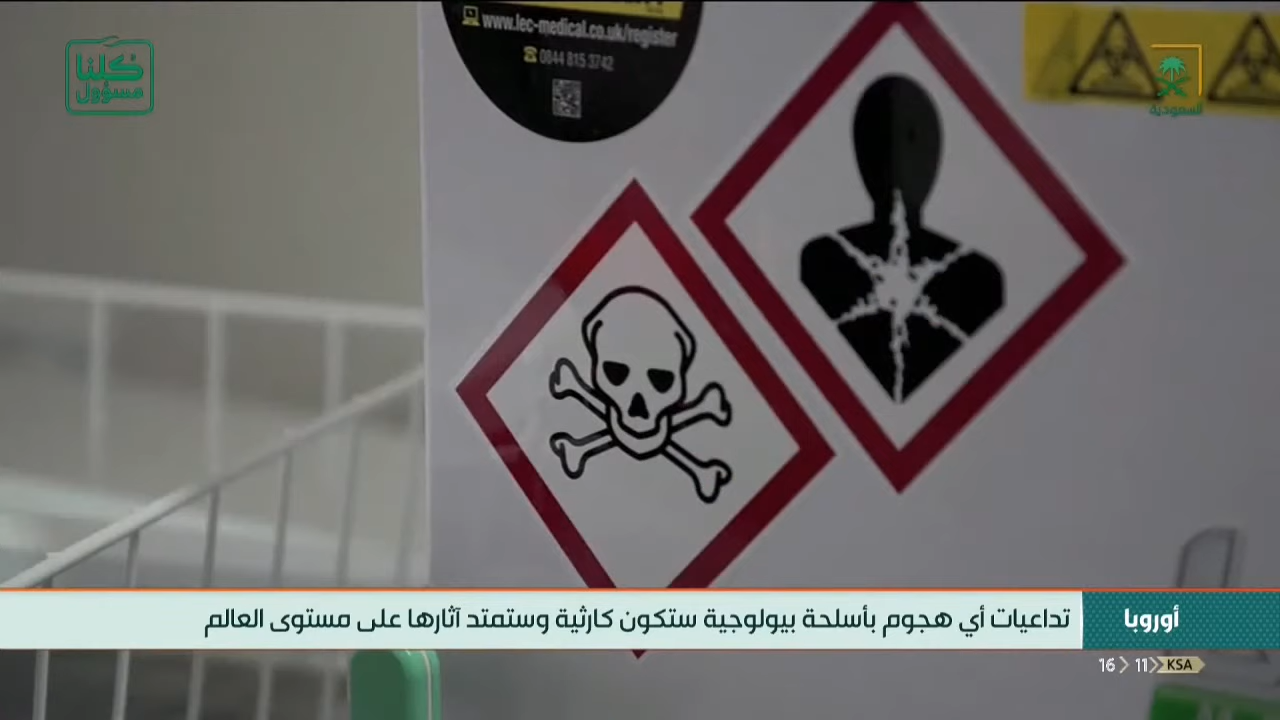 www.lec-medical.co.uk/register
0844 815 3742
كلنا
مسؤول
السعودية
أوروبا
تداعيات أي هجوم بأسلحة بيولوجية ستكون كارثية وستمتد آثارها على مستوى العالم
16 11 KSA